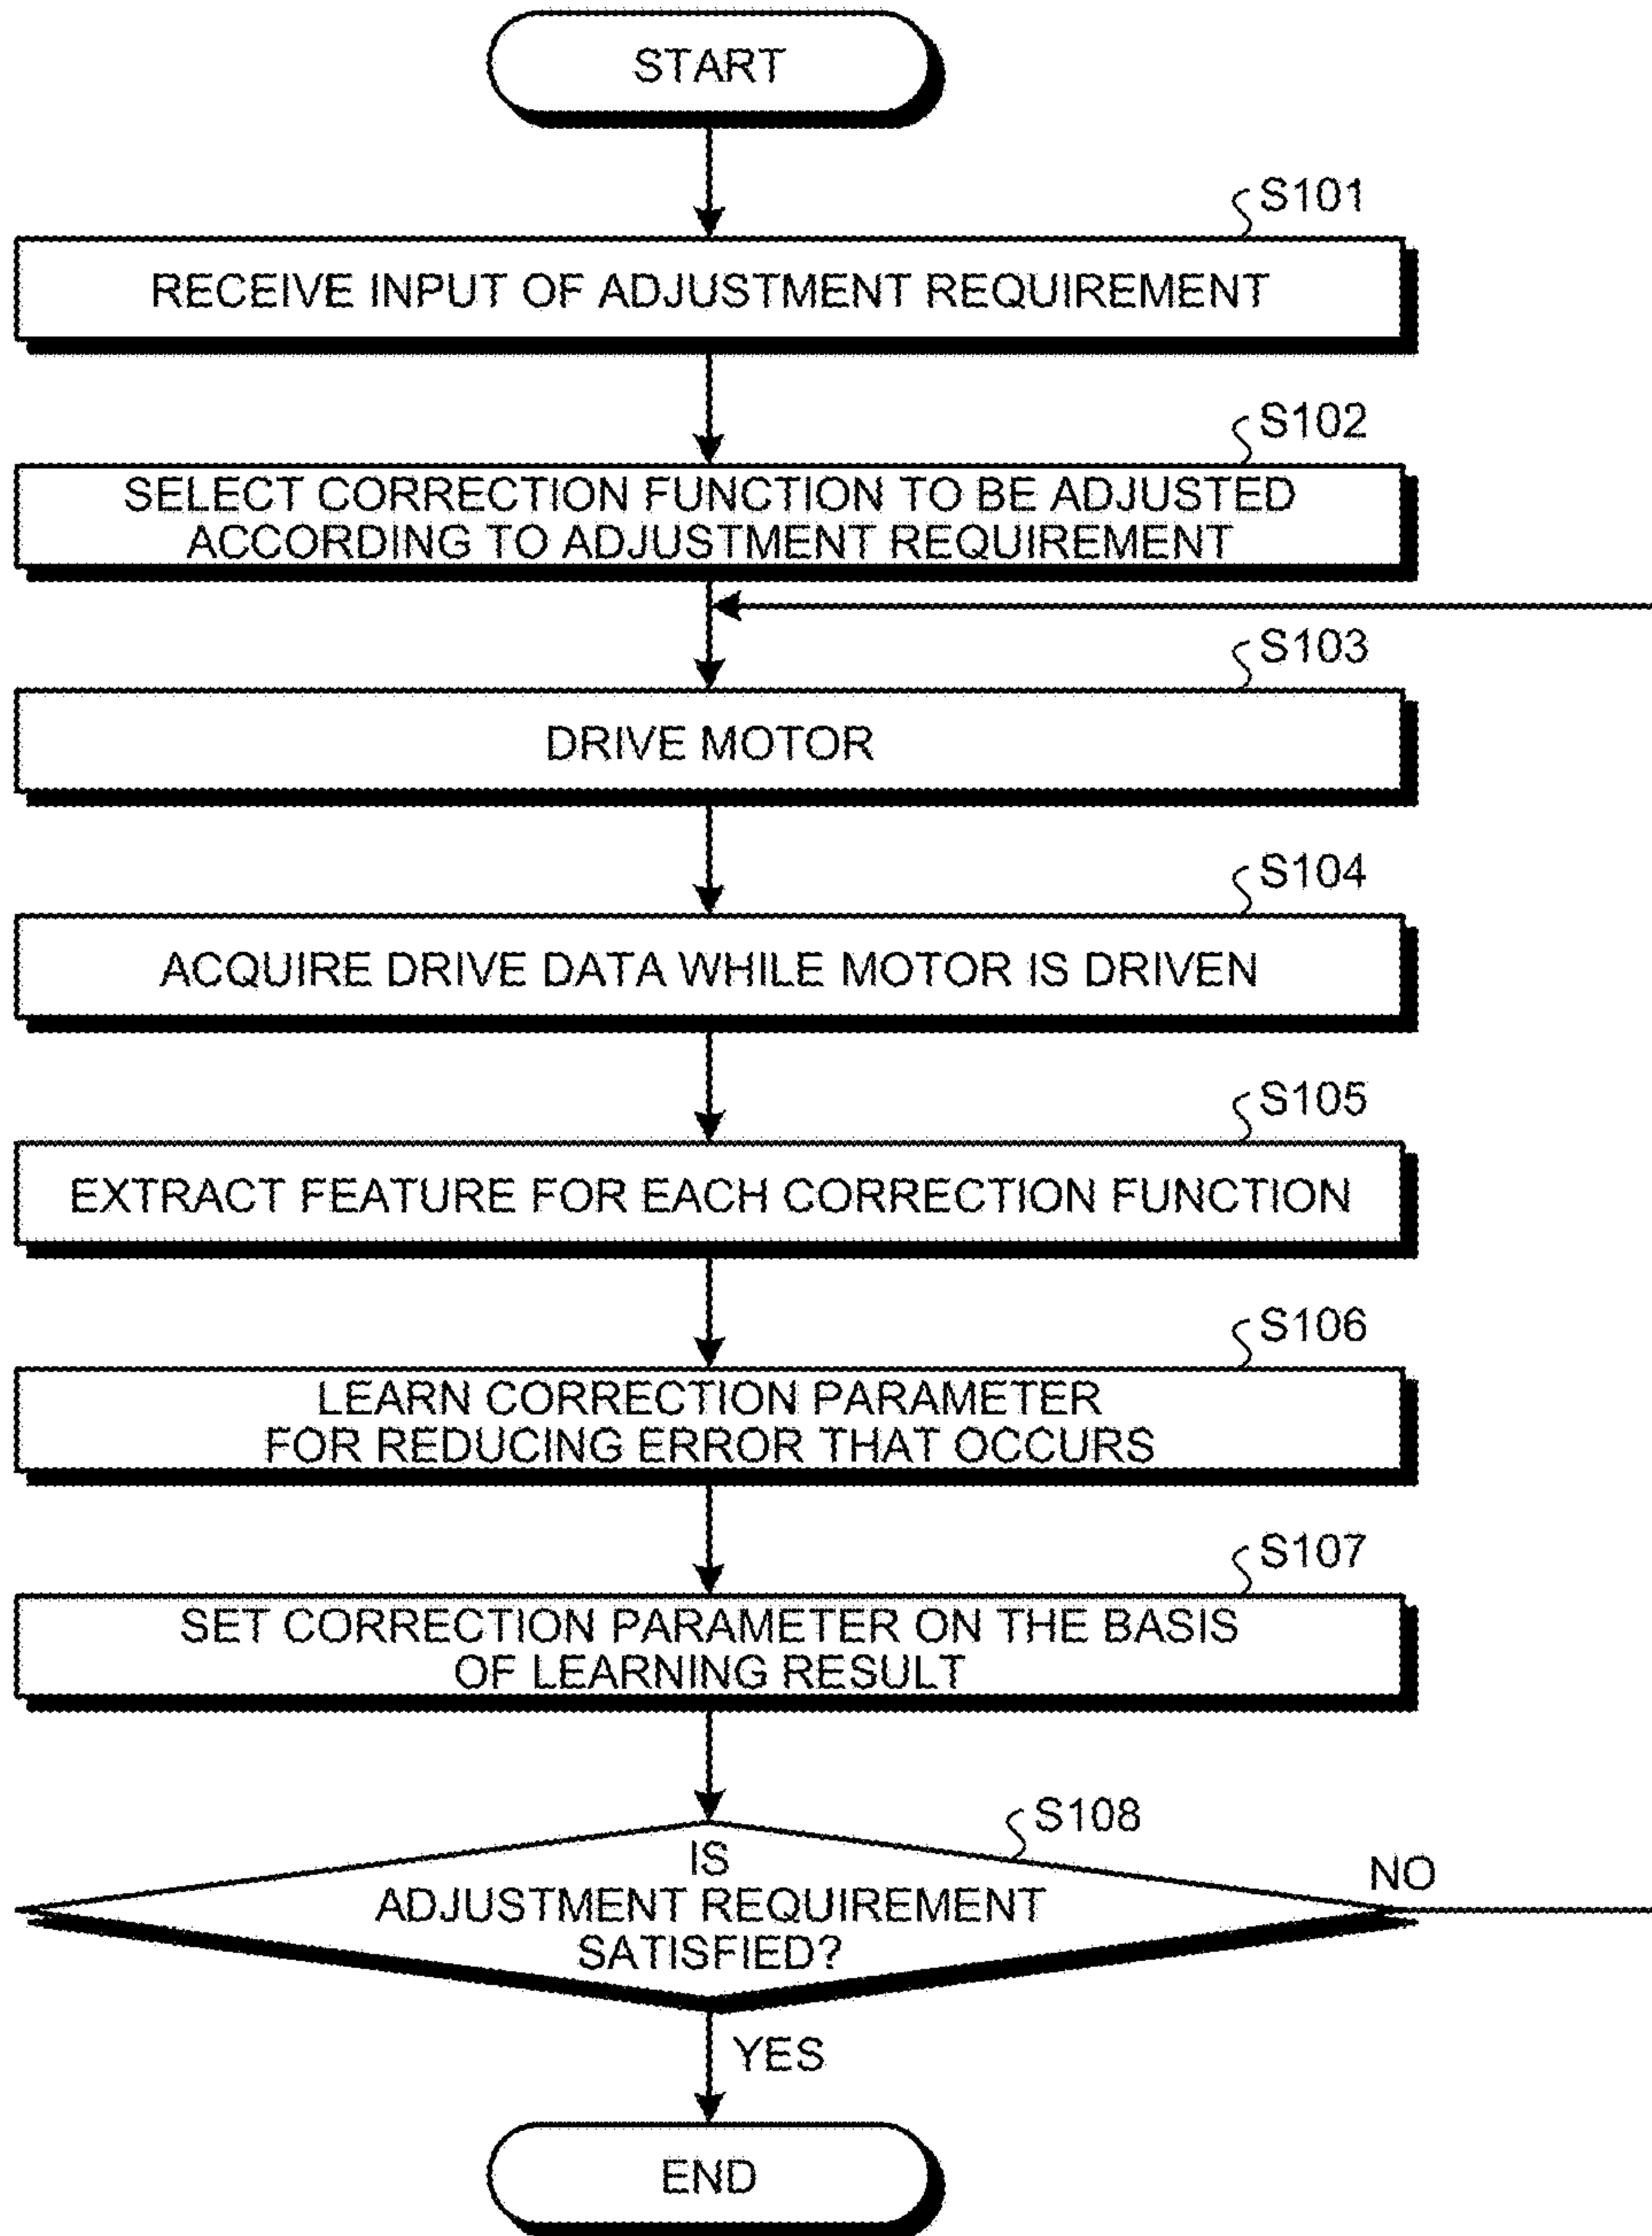 START
S101
RECEIVE INPUT OF ADJUSTMENT REQUIREMENT
S102
SELECT CORRECTION FUNCTION TO BE ADJUSTED
ACCORDING TO ADJUSTMENT REQUIREMENT
S103
DRIVE MOTOR
S104
ACQUIRE DRIVE DATA WHILE MOTOR IS DRIVEN
S105
EXTRACT FEATURE FOR EACH CORRECTION FUNCTION
S106
LEARN CORRECTION PARAMETER
FOR REDUCING ERROR THAT OCCURS
S107
SET CORRECTION PARAMETER ON THE BASIS
OF LEARNING RESULT
S108
IS
ADJUSTMENT REQUIREMENT
SATISFIED?
NO
YES
END